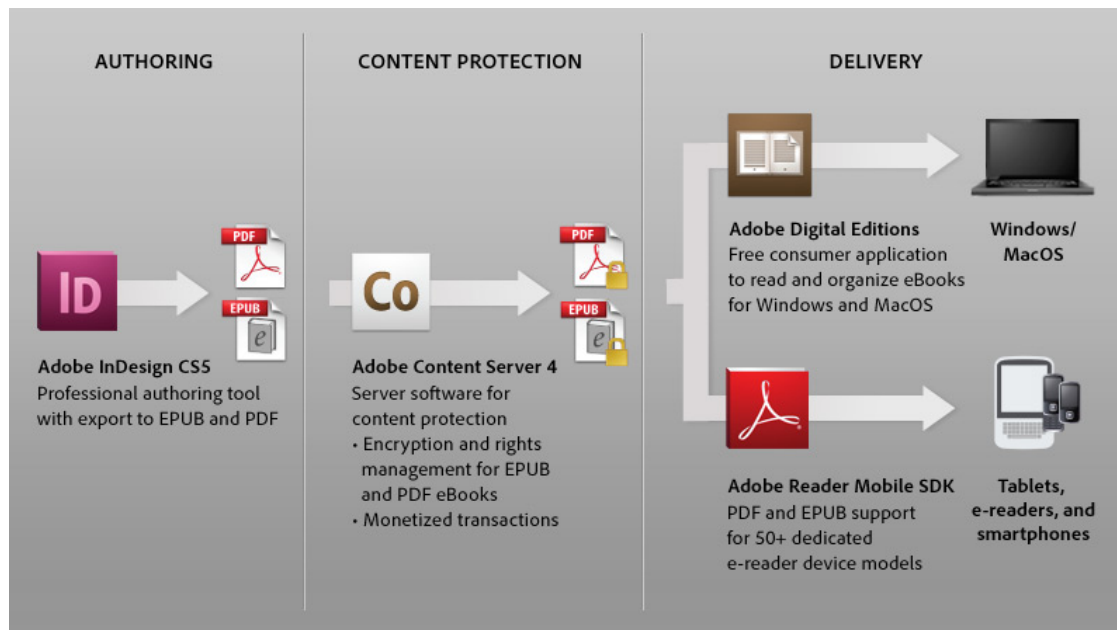 AUTHORING
PDF
EPUB
ID
Adobe InDesign CS5
Professional authoring tool
with export to EPUB and PDF
CONTENT PROTECTION
PDF
EPUB
e
Co
Adobe Content Server 4
Server software for
content protection
• Encryption and rights
management for EPUB
and PDF eBooks
• Monetized transactions
DELIVERY
Adobe Digital Editions
Free consumer application
to read and organize eBooks
for Windows and MacOS
Windows/
MacOS
Adobe Reader Mobile SDK
PDF and EPUB support
for 50+ dedicated
e-reader device models
Tablets,
e-readers, and
smartphones